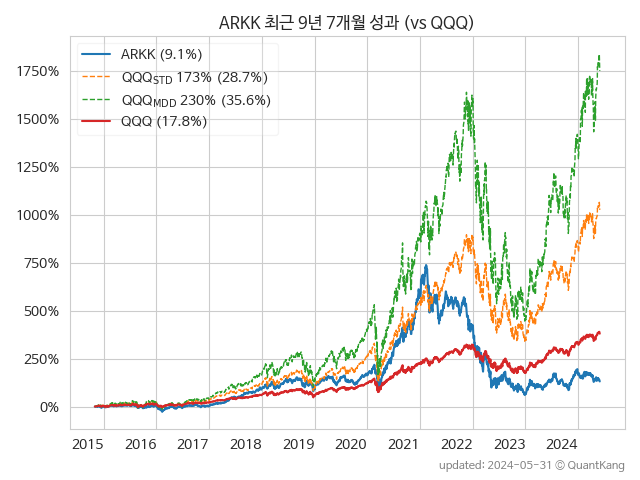 ARKK 최근 9년 7개월 성과 (vs QQQ)
ARKK (9.1%)
QQQSTD 173% (28.7%)
QQQMDD 230% (35.6%)
QQQ (17.8%)
1750%
1500%
1250%
1000%
750%
500%
250%
0%
2015 2016 2017 2018 2019 2020 2021 2022 2023 2024
updated: 2024-05-31 © QuantKang